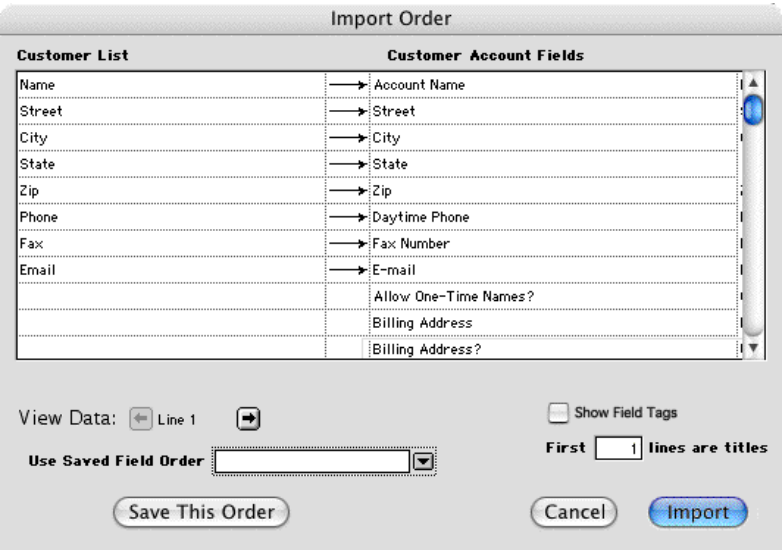 Import Order
Customer List Customer Account Fields
Name Account Name
Street Street
City City
State State
Zip Zip
Phone Daytime Phone
Fax Fax Number
Email E-mail
Allow One-Time Names?
Billing Address
Billing Address?
View Data: Line 1
Show Field Tags
First 1 lines are titles
Use Saved Field Order
Save This Order Cancel Import